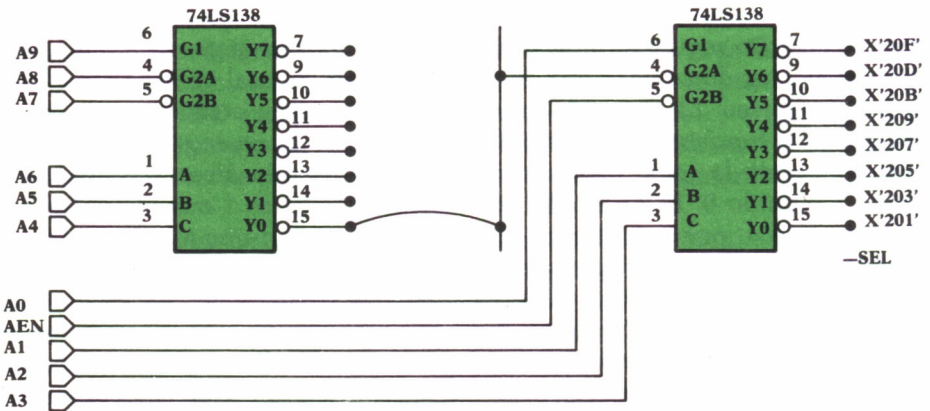 74LS138 74LS138
A9 6 G1 Y7 7 6 G1 Y7 7 X'20F'
A8 4 G2A Y6 9 4 G2A Y6 9 X'20D'
A7 5 G2B Y5 10 5 G2B Y5 10 X'20B'
Y4 11 Y4 11 X'209'
Y3 12 Y3 12 X'207'
A6 1 A Y2 13 1 A Y2 13 X'205'
A5 2 B Y1 14 2 B Y1 14 X'203'
A4 3 C Y0 15 3 C Y0 15 X'201'
—SEL
A0
AEN
A1
A2
A3